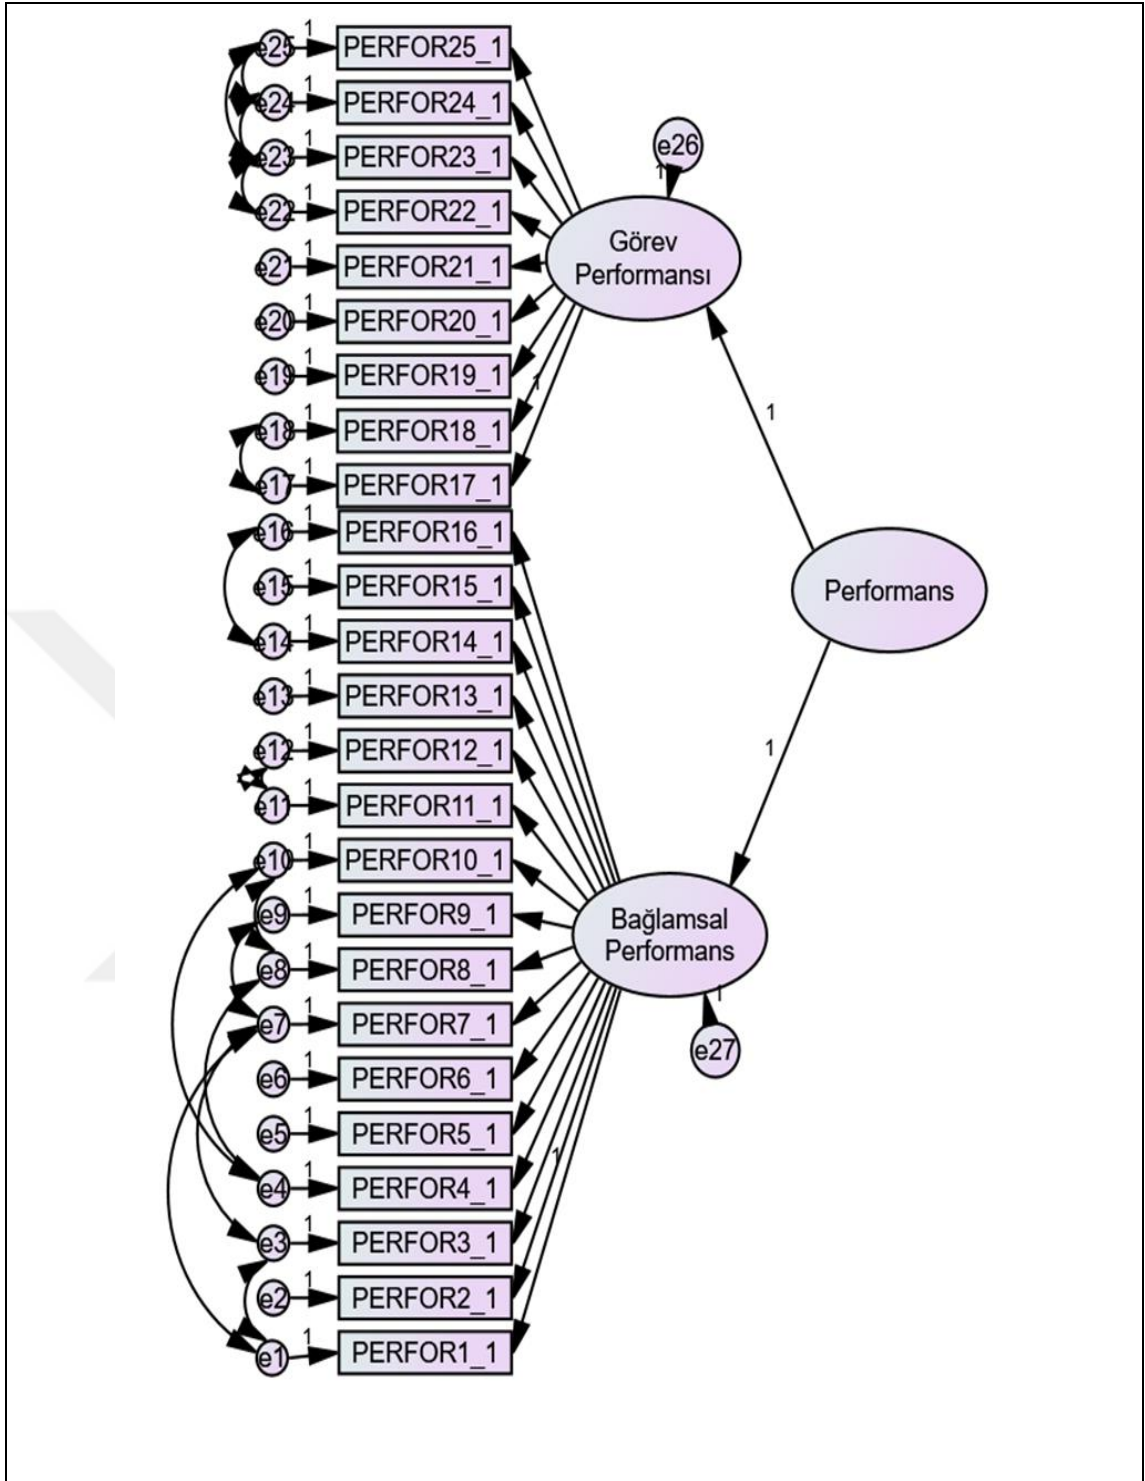 e25 1 PERFOR25_1
e24 1 PERFOR24_1
e23 1 PERFOR23_1
e22 1 PERFOR22_1
e21 1 PERFOR21_1
e20 1 PERFOR20_1
e19 1 PERFOR19_1
e18 1 PERFOR18_1
e17 1 PERFOR17_1
e16 1 PERFOR16_1
e15 1 PERFOR15_1
e14 1 PERFOR14_1
e13 1 PERFOR13_1
e12 1 PERFOR12_1
e11 1 PERFOR11_1
e10 1 PERFOR10_1
e9 1 PERFOR9_1
e8 1 PERFOR8_1
e7 1 PERFOR7_1
e6 1 PERFOR6_1
e5 1 PERFOR5_1
e4 1 PERFOR4_1
e3 1 PERFOR3_1
e2 1 PERFOR2_1
e1 1 PERFOR1_1
1
1
e26
1
Görev
Performansı
1
Performans
1
Bağlamsal
Performans
1
e27